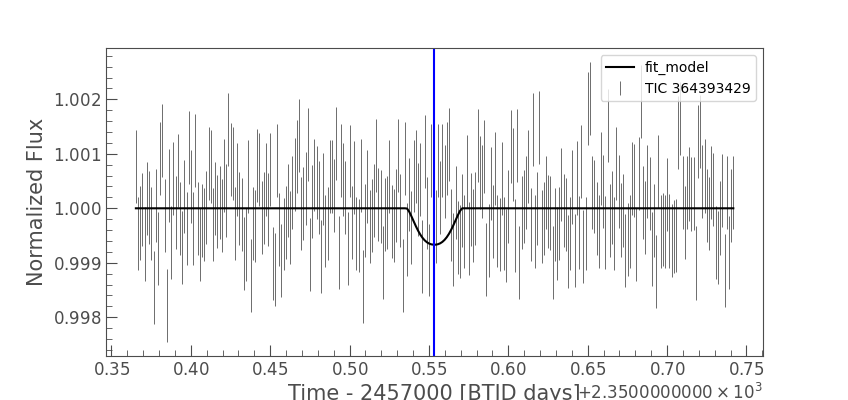 fit_model
TIC 364393429
Normalized Flux
1.002
1.001
1.000
0.999
0.998
0.35 0.40 0.45 0.50 0.55 0.60 0.65 0.70 0.75
Time - 2457000 [BTJD days]
+2.3500000000 × 10³